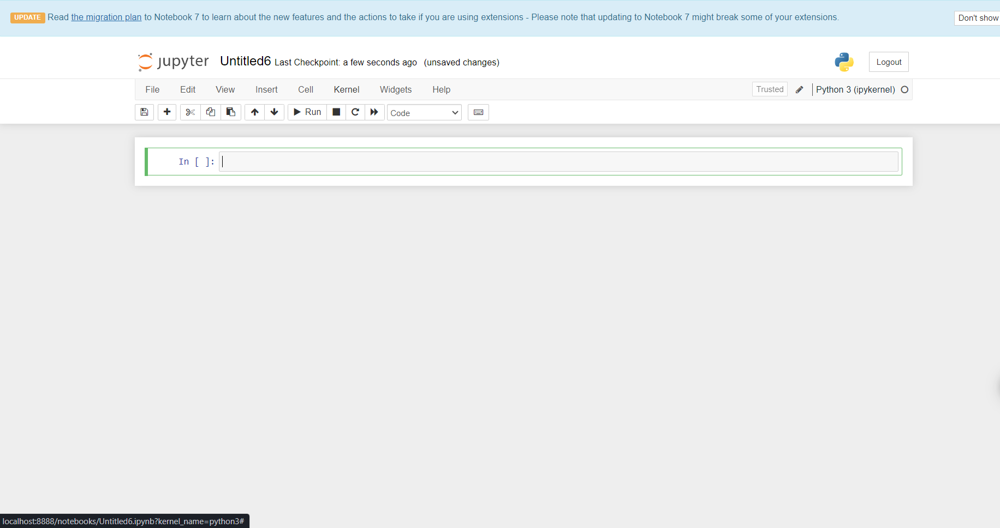 UPDATE Read the migration plan to Notebook 7 to learn about the new features and the actions to take if you are using extensions - Please note that updating to Notebook 7 might break some of your extensions.
Don't show
jupyter Untitled6 Last Checkpoint: a few seconds ago (unsaved changes)
Logout
File Edit View Insert Cell Kernel Widgets Help
Trusted
Python 3 (ipykernel)
Run
Code
In [ ]:
localhost:8888/notebooks/Untitled6.ipynb?kernel_name=python3#